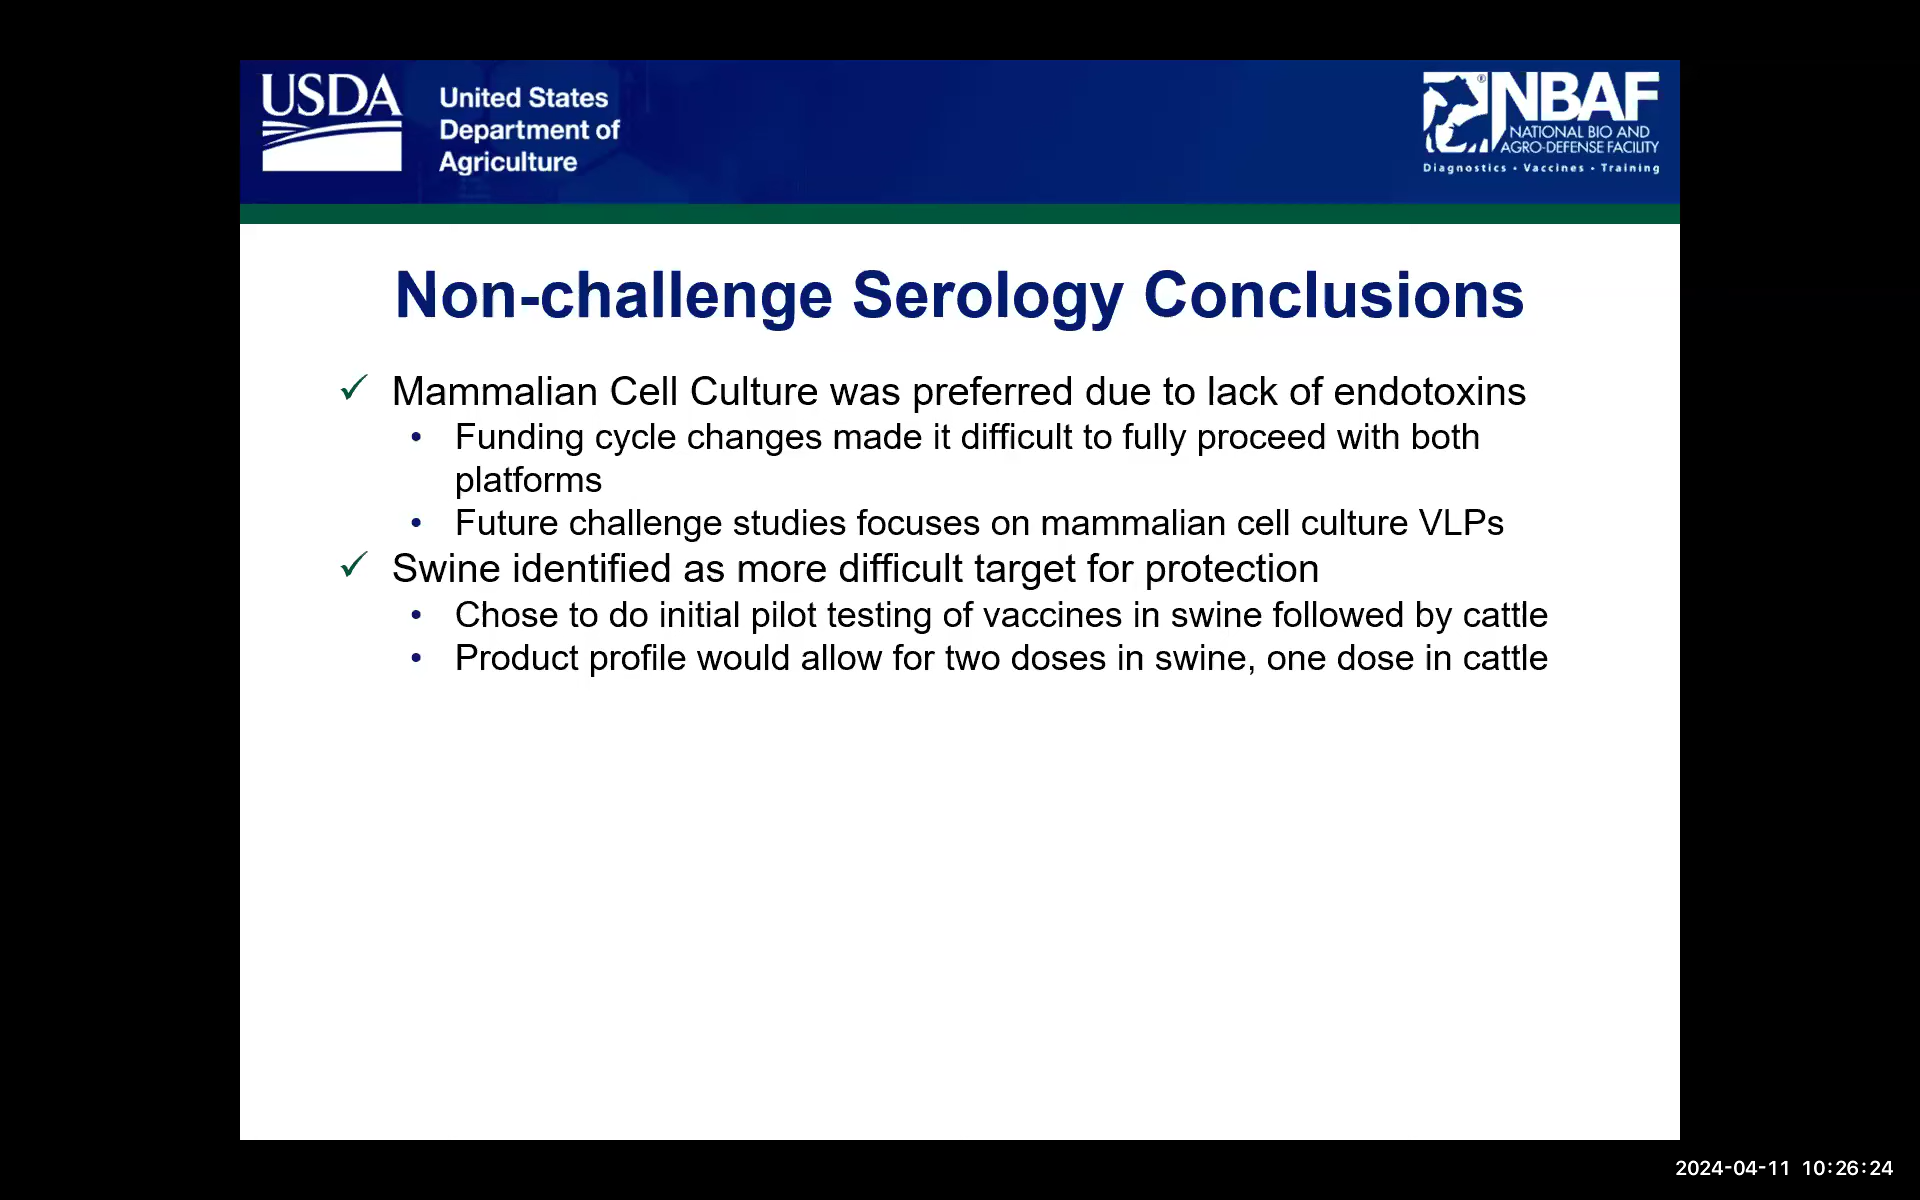 USDA
United States
Department of
Agriculture
®
NBAF
NATIONAL BIO AND
AGRO-DEFENSE FACILITY
Diagnostics • Vaccines • Training
Non-challenge Serology Conclusions
✓ Mammalian Cell Culture was preferred due to lack of endotoxins
• Funding cycle changes made it difficult to fully proceed with both
platforms
• Future challenge studies focuses on mammalian cell culture VLPs
✓ Swine identified as more difficult target for protection
• Chose to do initial pilot testing of vaccines in swine followed by cattle
• Product profile would allow for two doses in swine, one dose in cattle
2024-04-11 10:26:24